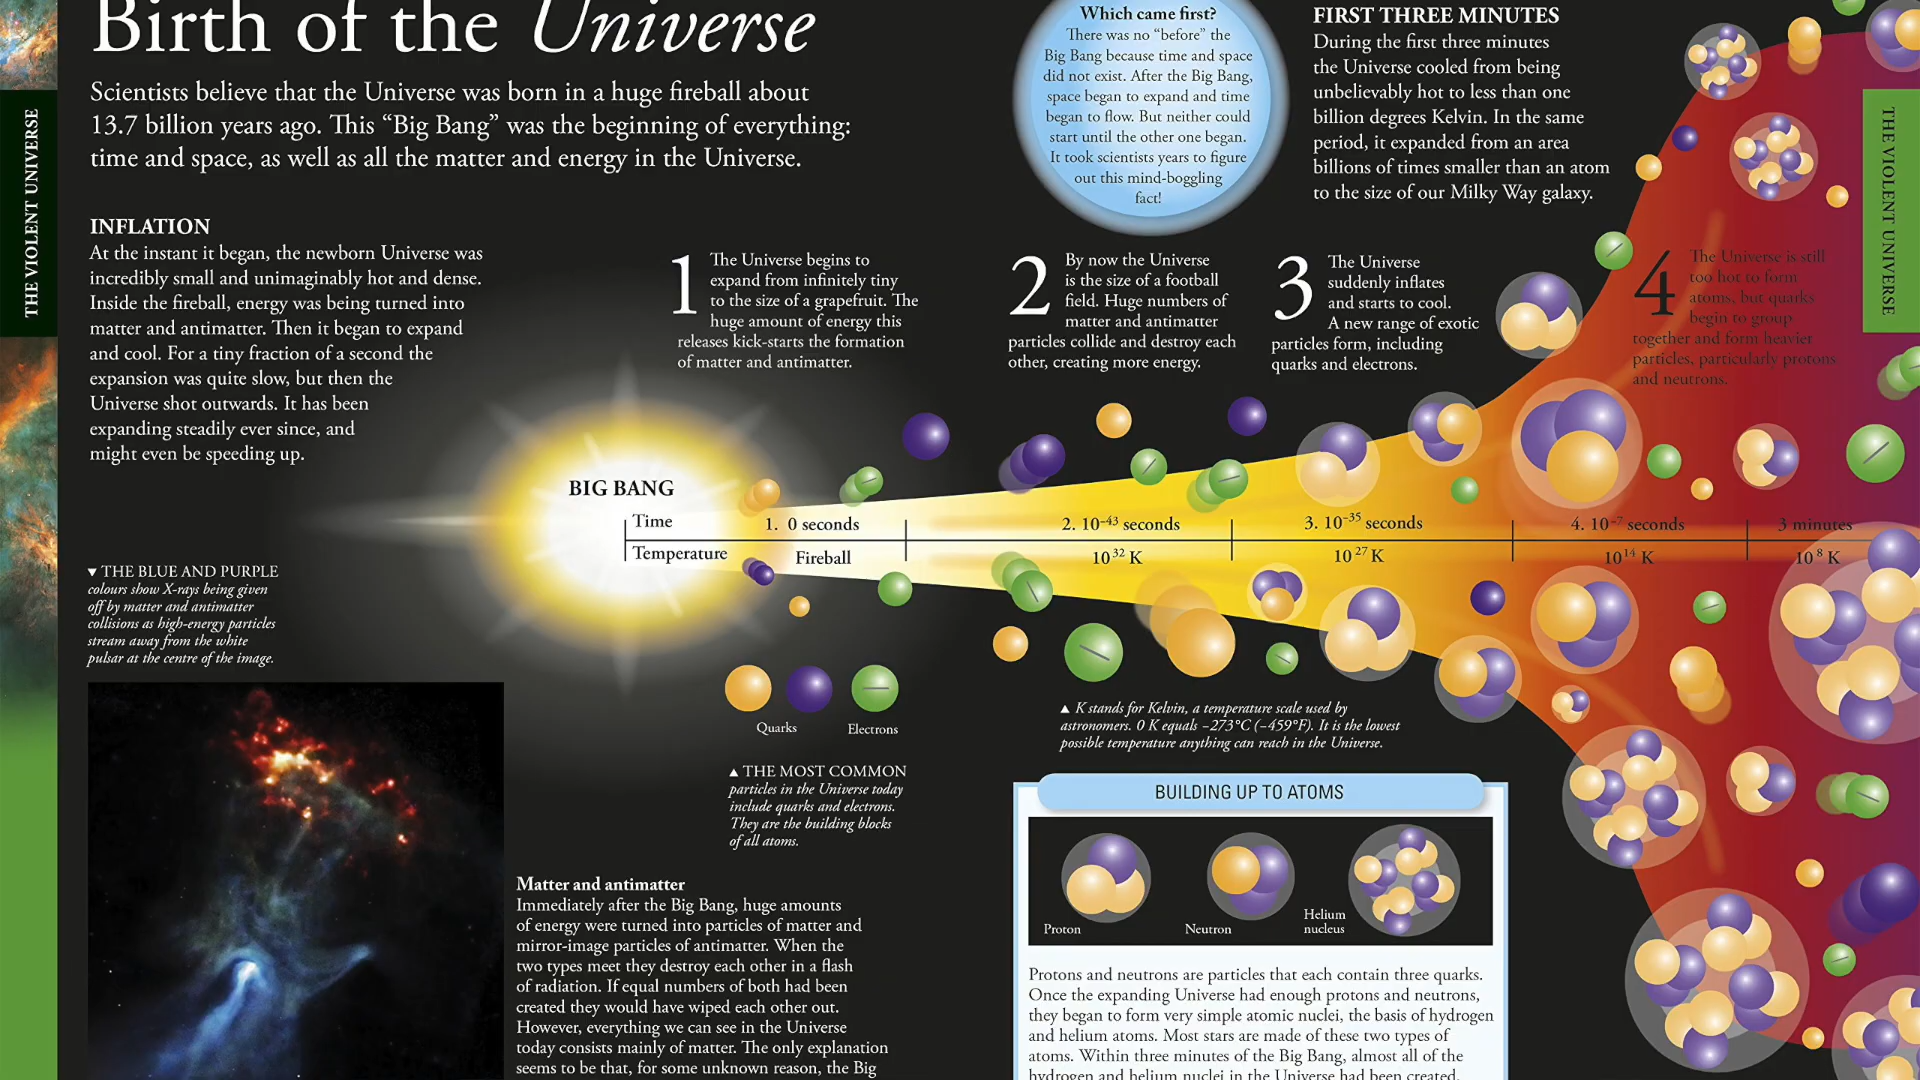 Birth of the Universe
Scientists believe that the Universe was born in a huge fireball about
13.7 billion years ago. This “Big Bang” was the beginning of everything:
time and space, as well as all the matter and energy in the Universe.
THE VIOLENT UNIVERSE
INFLATION
At the instant it began, the newborn Universe was
incredibly small and unimaginably hot and dense.
Inside the fireball, energy was being turned into
matter and antimatter. Then it began to expand
and cool. For a tiny fraction of a second the
expansion was quite slow, but then the
Universe shot outwards. It has been
expanding steadily ever since, and
might even be speeding up.
Which came first?
There was no “before” the
Big Bang because time and space
did not exist. After the Big Bang,
space began to expand and time
began to flow. But neither could
start until the other one began.
It took scientists years to figure
out this mind-boggling
fact!
FIRST THREE MINUTES
During the first three minutes
the Universe cooled from being
unbelievably hot to less than one
billion degrees Kelvin. In the same
period, it expanded from an area
billions of times smaller than an atom
to the size of our Milky Way galaxy.
THE VIOLENT UNIVERSE
1 The Universe begins to
expand from infinitely tiny
to the size of a grapefruit. The
huge amount of energy this
releases kick-starts the formation
of matter and antimatter.
2 By now the Universe
is the size of a football
field. Huge numbers of
matter and antimatter
particles collide and destroy each
other, creating more energy.
3 The Universe
suddenly inflates
and starts to cool.
A new range of exotic
particles form, including
quarks and electrons.
4 The Universe is still
too hot to form
atoms, but quarks
begin to group
together and form heavier
particles, particularly protons
and neutrons.
BIG BANG
Time 1. 0 seconds 2. 10⁻⁴³ seconds 3. 10⁻³⁵ seconds 4. 10⁻⁷ seconds 3 minutes
Temperature Fireball 10³² K 10²⁷ K 10¹⁴ K 10⁸ K
▼ THE BLUE AND PURPLE
colours show X-rays being given
off by matter and antimatter
collisions as high-energy particles
stream away from the white
pulsar at the centre of the image.
Quarks Electrons
▲ THE MOST COMMON
particles in the Universe today
include quarks and electrons.
They are the building blocks
of all atoms.
▲ K stands for Kelvin, a temperature scale used by
astronomers. 0 K equals –273°C (–459°F). It is the lowest
possible temperature anything can reach in the Universe.
Matter and antimatter
Immediately after the Big Bang, huge amounts
of energy were turned into particles of matter and
mirror-image particles of antimatter. When the
two types meet they destroy each other in a flash
of radiation. If equal numbers of both had been
created they would have wiped each other out.
However, everything we can see in the Universe
today consists mainly of matter. The only explanation
seems to be that, for some unknown reason, the Big
BUILDING UP TO ATOMS
Proton
Neutron
Helium
nucleus
Protons and neutrons are particles that each contain three quarks.
Once the expanding Universe had enough protons and neutrons,
they began to form very simple atomic nuclei, the basis of hydrogen
and helium atoms. Most stars are made of these two types of
atoms. Within three minutes of the Big Bang, almost all of the
hydrogen and helium nuclei in the Universe had been created.